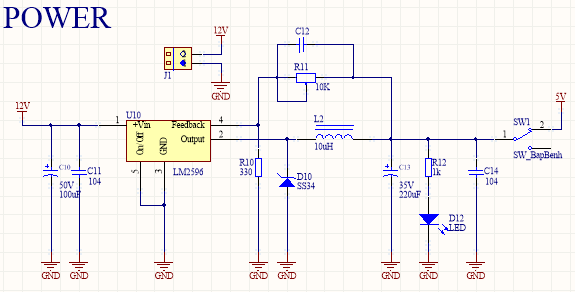 POWER
12V
C12
J1
R11
10K
GND
12V
5V
U10
1
+Vin
Feedback
4
On/Off
GND
Output
2
L2
10uH
SW1
1
2
SW_BapBenh
C10
50V
100uF
C11
104
5
3
LM2596
R10
330
D10
SS34
C13
35V
220uF
R12
1k
C14
104
D12
LED
GND
GND
GND
GND
GND
GND
GND
GND